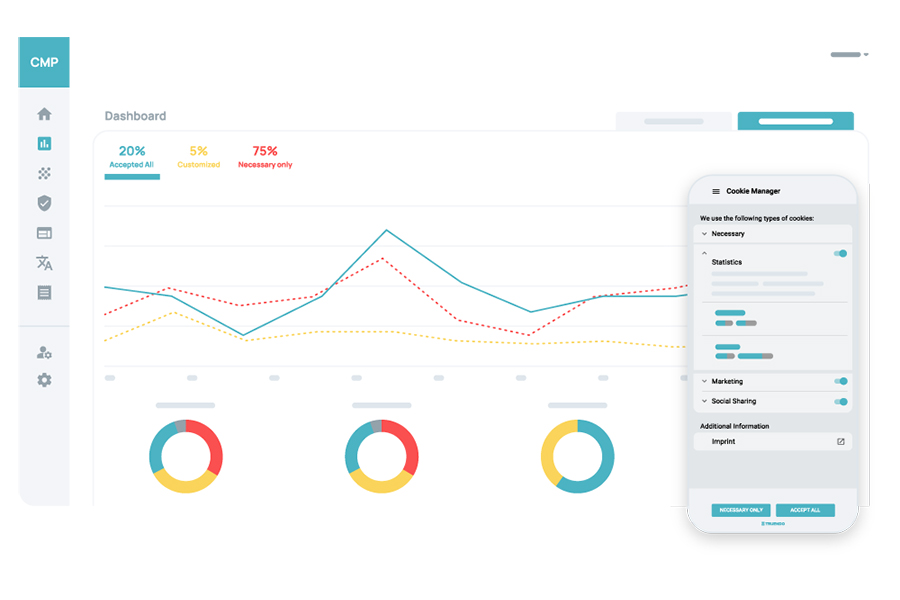 CMP
Dashboard
20% 5% 75%
Accepted All Customized Necessary only
Cookie Manager
We use the following types of cookies:
Necessary
Statistics
Marketing
Social Sharing
Additional Information
Imprint
NECESSARY ONLY ACCEPT ALL